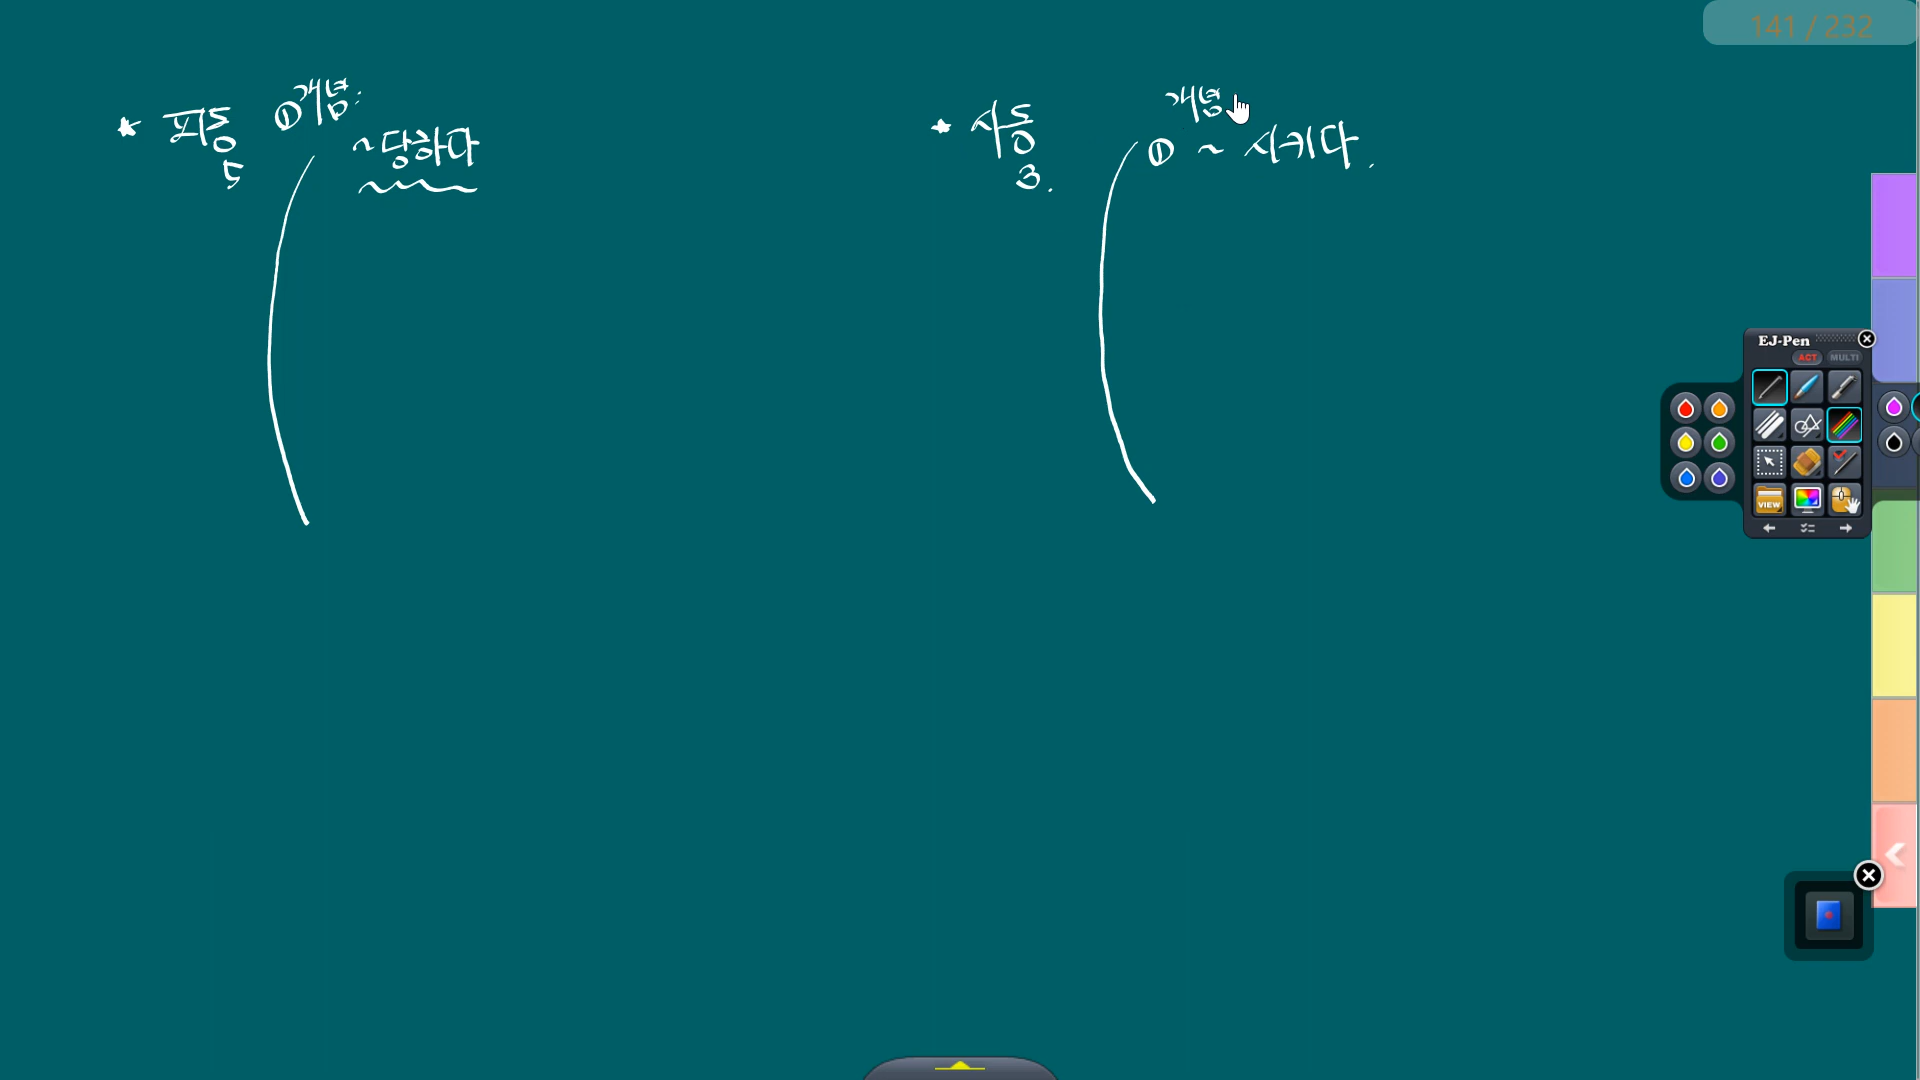 141 / 232
* 피동 ① 개념:
~당하다
5
* 사동 개념
① ~ 시키다.
3.
EJ-Pen
ACT MULTI
VIEW